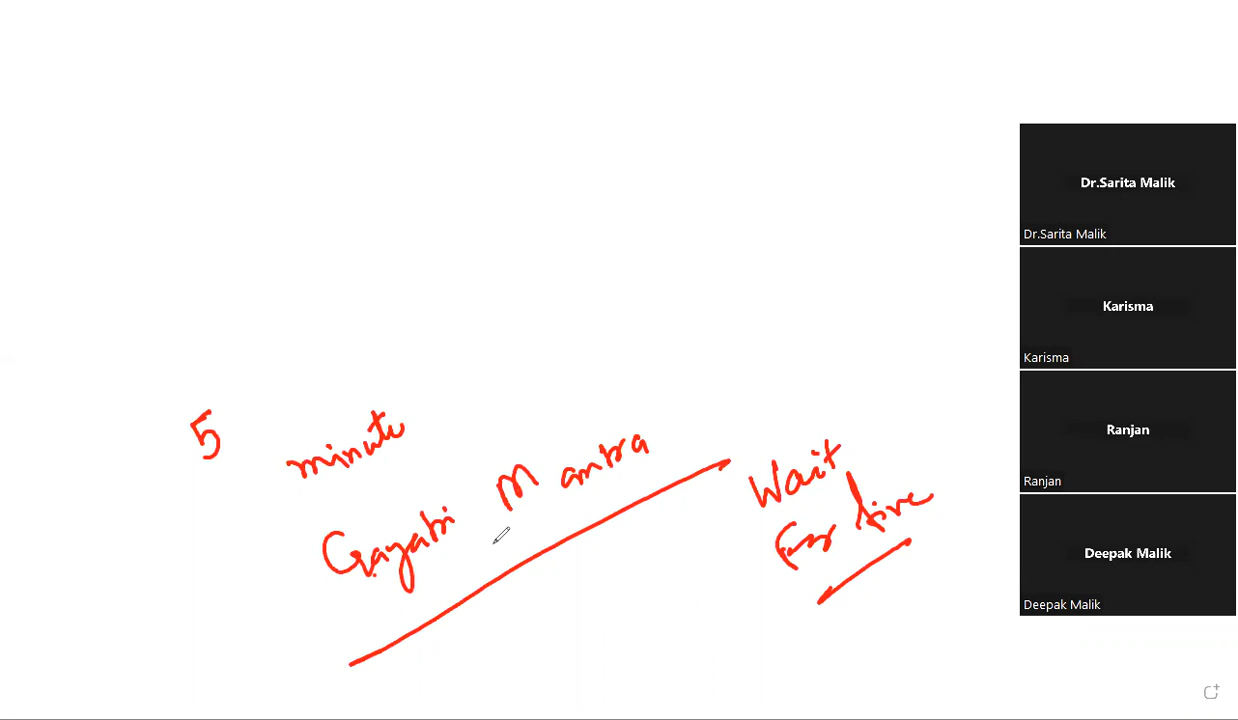 5 minute
Gayatri Mantra
Wait
For live
Dr.Sarita Malik
Dr.Sarita Malik
Karisma
Karisma
Ranjan
Ranjan
Deepak Malik
Deepak Malik